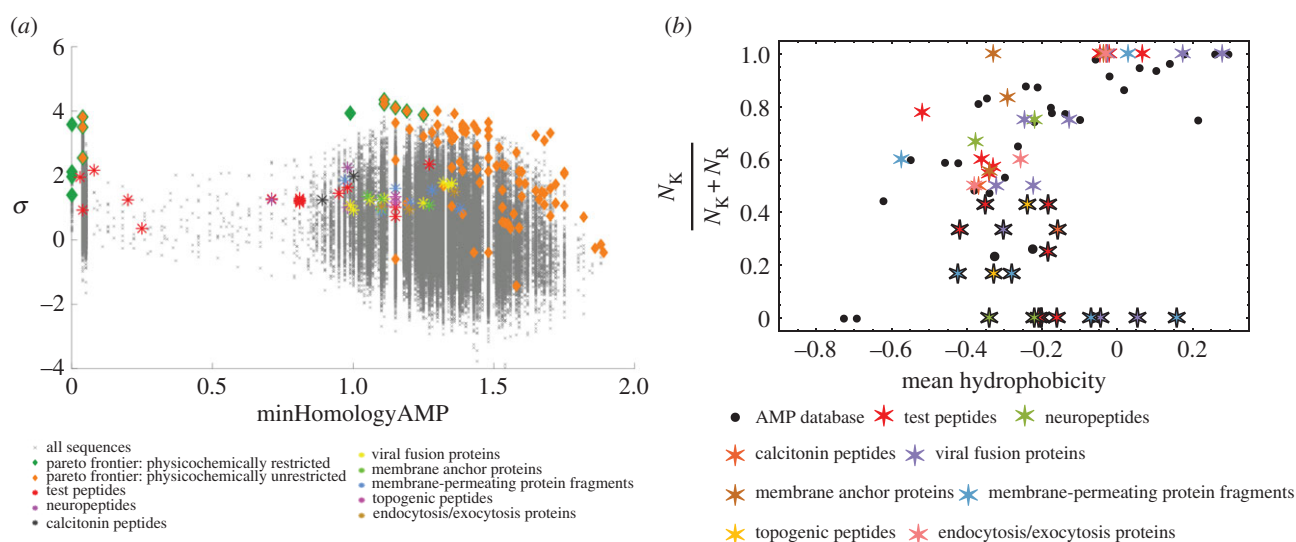 (a)
6
4
2
0
−2
−4
σ
0
0.5
1.0
1.5
2.0
minHomologyAMP
all sequences
pareto frontier: physicochemically restricted
pareto frontier: physicochemically unrestricted
test peptides
neuropeptides
calcitonin peptides
viral fusion proteins
membrane anchor proteins
membrane-permeating protein fragments
topogenic peptides
endocytosis/exocytosis proteins
(b)
1.0
0.8
0.6
0.4
0.2
0
N_K
N_K + N_R
−0.8
−0.6
−0.4
−0.2
0
0.2
mean hydrophobicity
AMP database test peptides neuropeptides
calcitonin peptides viral fusion proteins
membrane anchor proteins membrane-permeating protein fragments
topogenic peptides endocytosis/exocytosis proteins